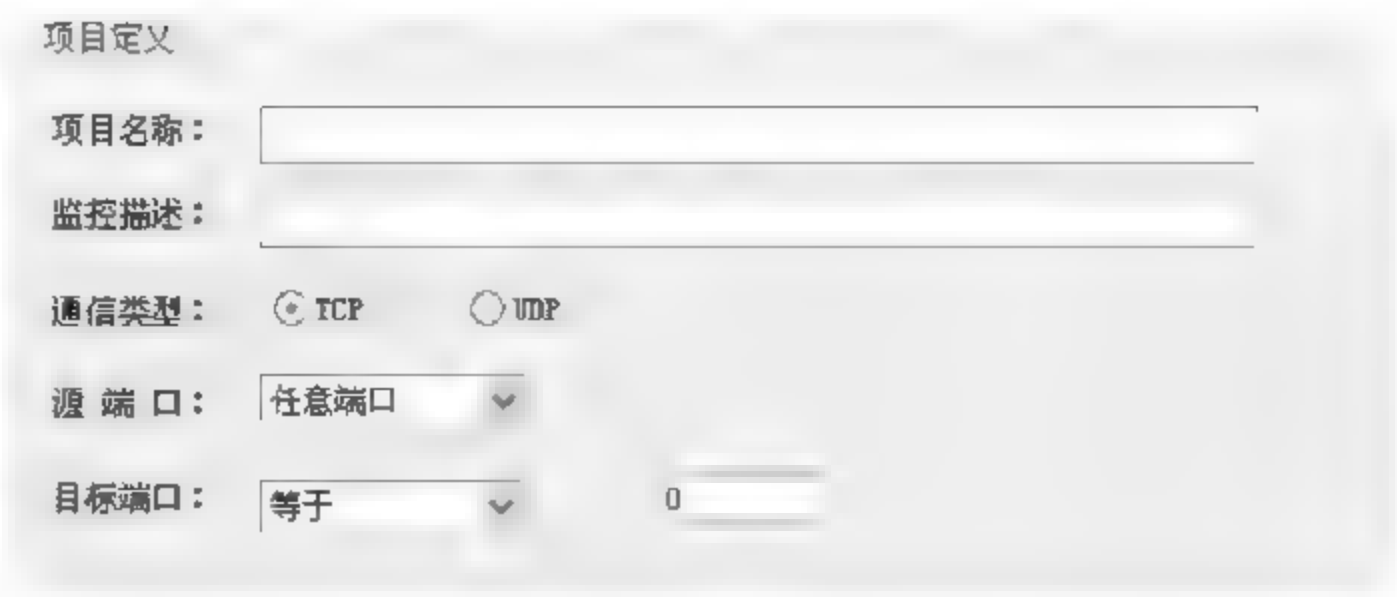 项目定义
项目名称：
监控描述：
通信类型： TCP UDP
源 端 口： 任意端口
目标端口： 等于 0